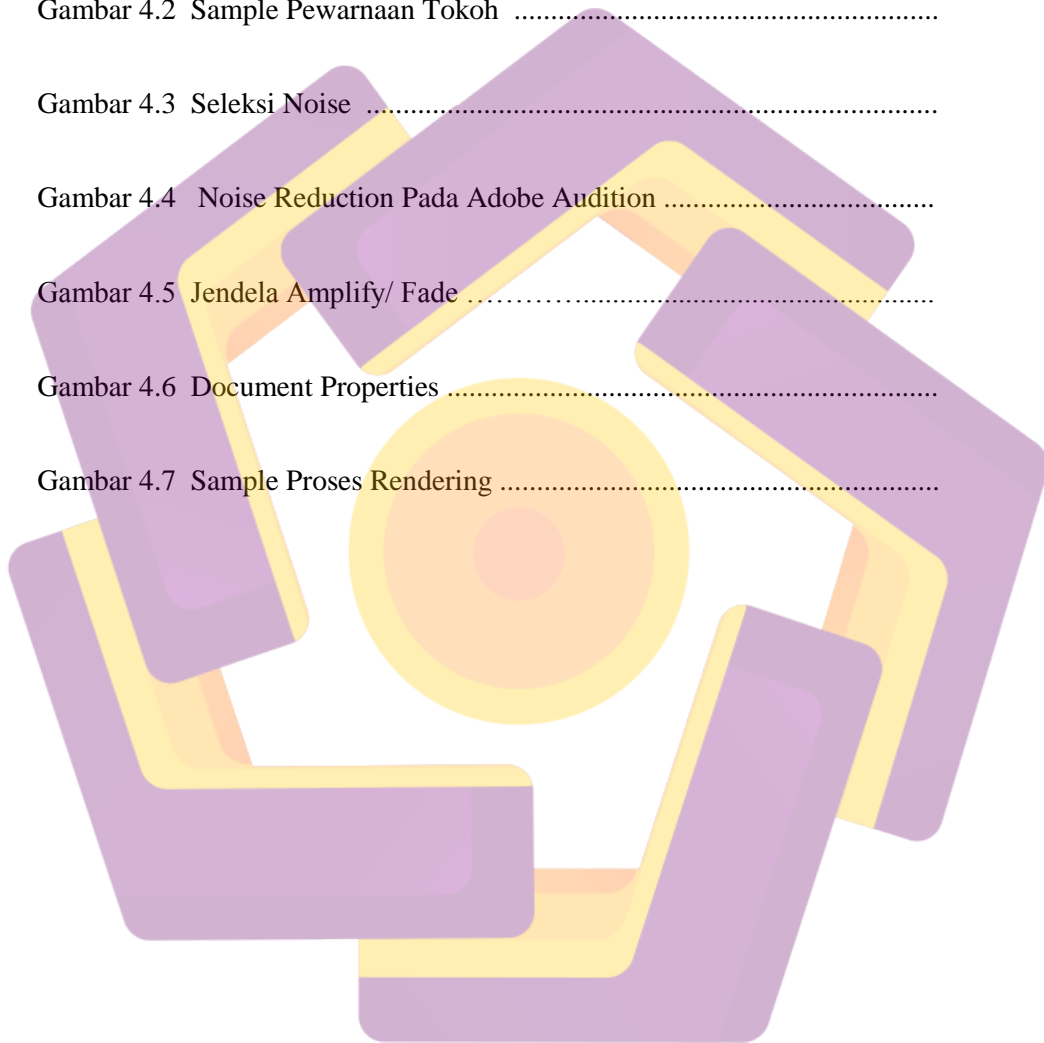 Gambar 4.2  Sample Pewarnaan Tokoh  ........................................................
Gambar 4.3  Seleksi Noise  ...........................................................................
Gambar 4.4   Noise Reduction Pada Adobe Audition ...................................
Gambar 4.5  Jendela Amplify/ Fade …………..............................................
Gambar 4.6  Document Properties .................................................................
Gambar 4.7  Sample Proses Rendering ..........................................................